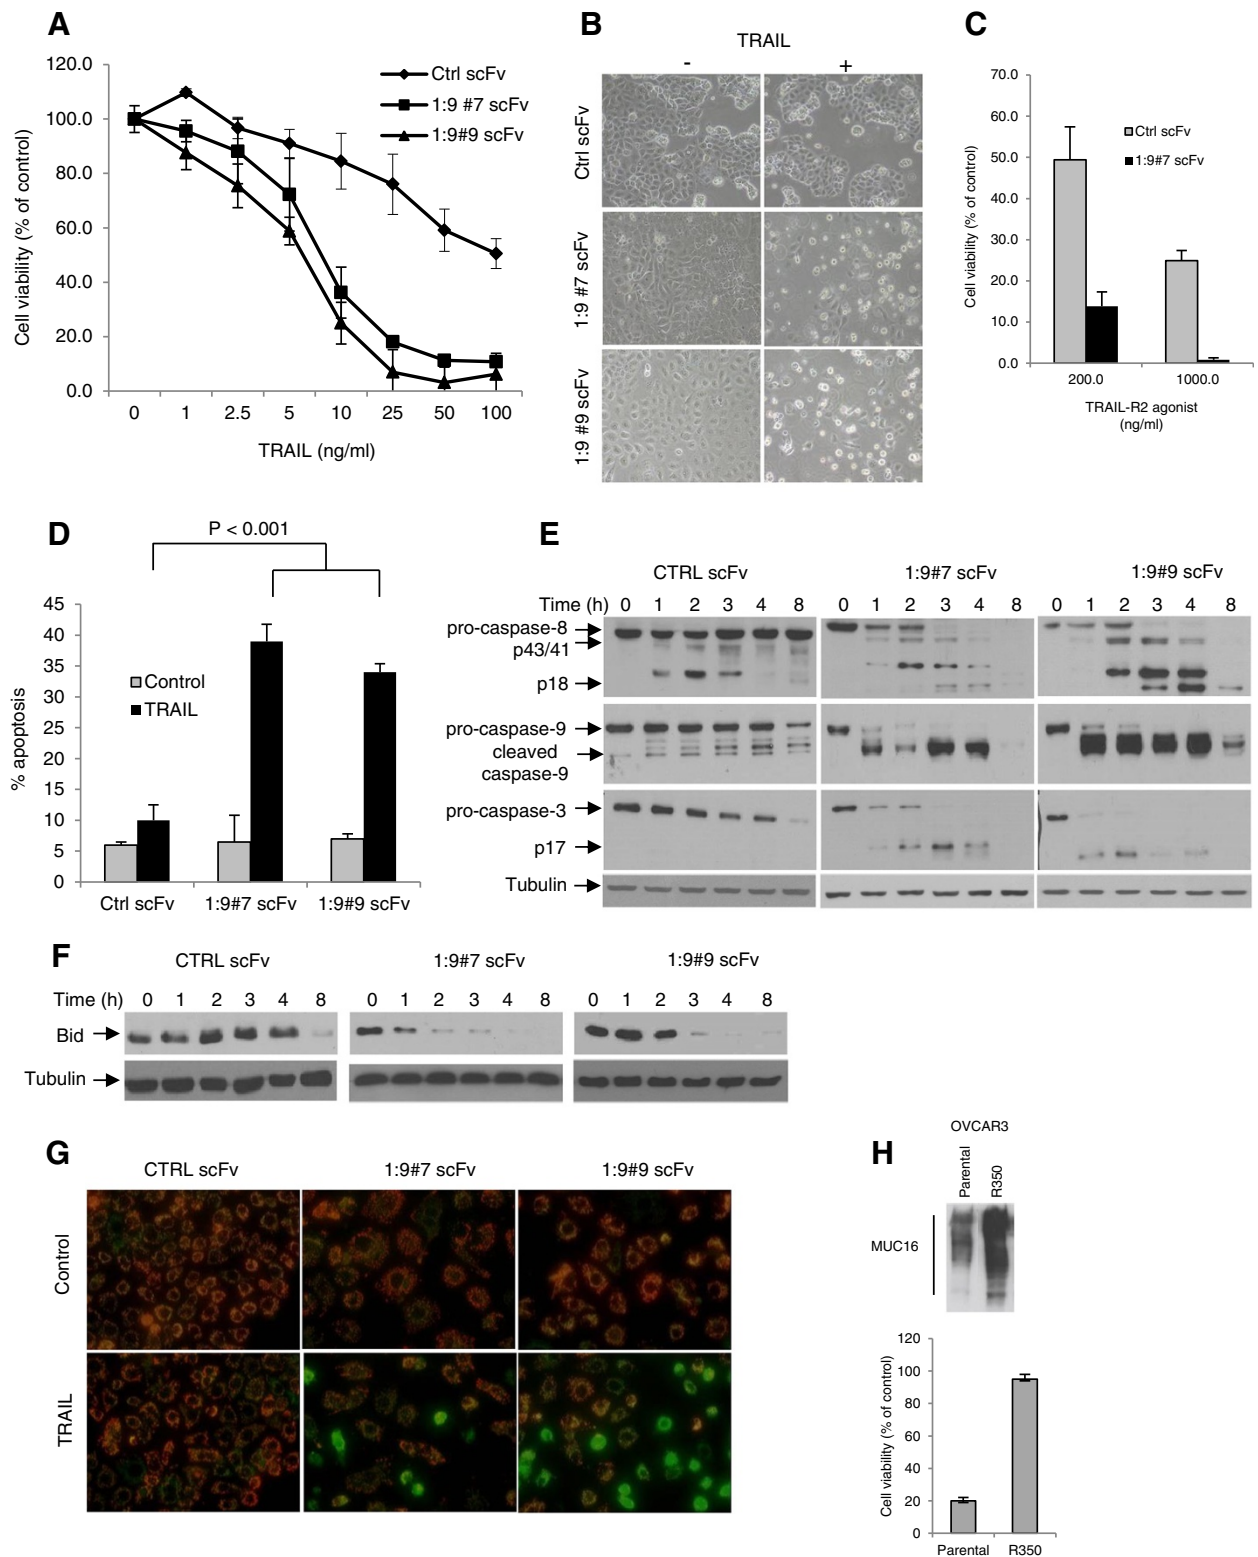 A
120.0
100.0
80.0
60.0
40.0
20.0
0.0
Cell viability (% of control)
Ctrl scFv
1:9 #7 scFv
1:9#9 scFv
0 1 2.5 5 10 25 50 100
TRAIL (ng/ml)
B
TRAIL
- +
Ctrl scFv
1:9 #7 scFv
1:9 #9 scFv
C
70.0
60.0
50.0
40.0
30.0
20.0
10.0
0.0
Cell viability (% of control)
Ctrl scFv
1:9#7 scFv
200.0 1000.0
TRAIL-R2 agonist
(ng/ml)
D
P < 0.001
45
40
35
30
25
20
15
10
5
0
% apoptosis
Control
TRAIL
Ctrl scFv 1:9#7 scFv 1:9#9 scFv
E
CTRL scFv 1:9#7 scFv 1:9#9 scFv
Time (h) 0 1 2 3 4 8 0 1 2 3 4 8 0 1 2 3 4 8
pro-caspase-8
p43/41
p18
pro-caspase-9
cleaved
caspase-9
pro-caspase-3
p17
Tubulin
F
CTRL scFv 1:9#7 scFv 1:9#9 scFv
Time (h) 0 1 2 3 4 8 0 1 2 3 4 8 0 1 2 3 4 8
Bid
Tubulin
G
CTRL scFv 1:9#7 scFv 1:9#9 scFv
Control
TRAIL
H
OVCAR3
Parental
R350
MUC16
120
100
80
60
40
20
0
Cell viability (% of control)
Parental R350